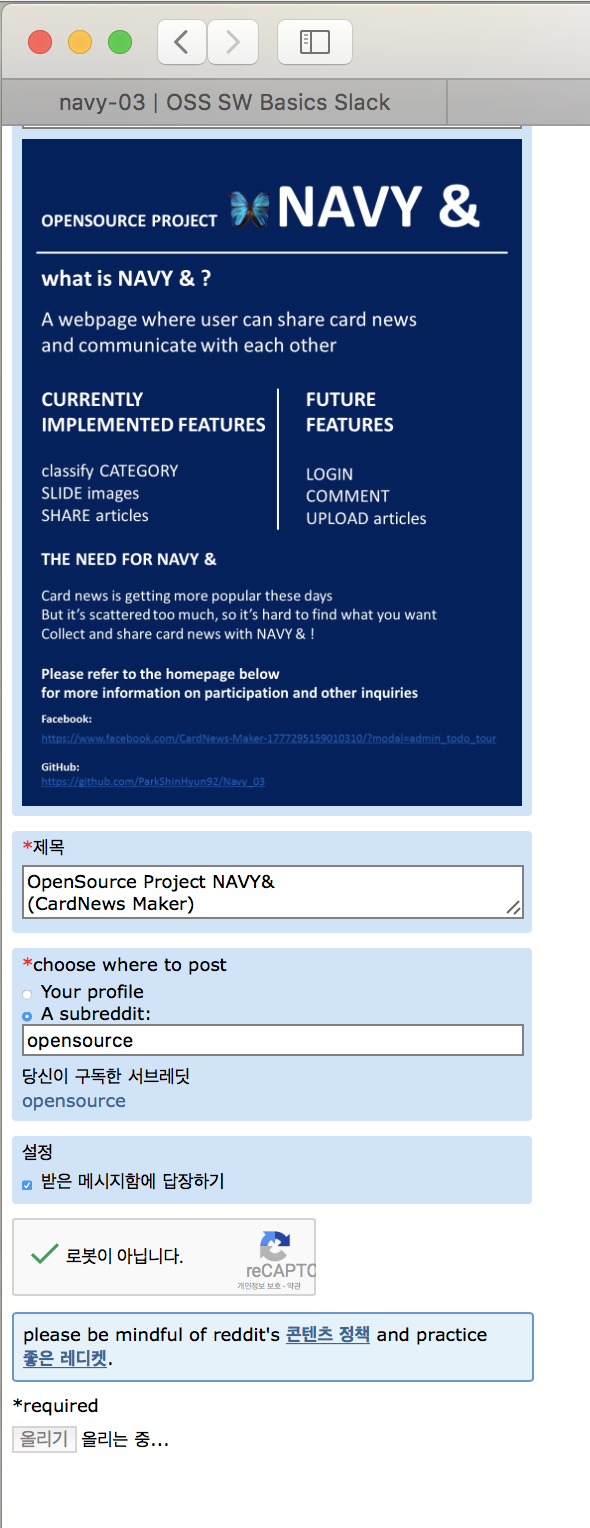 navy-03 | OSS SW Basics Slack
OPENSOURCE PROJECT NAVY &
what is NAVY & ?
A webpage where user can share card news
and communicate with each other
CURRENTLY
IMPLEMENTED FEATURES
classify CATEGORY
SLIDE images
SHARE articles
FUTURE
FEATURES
LOGIN
COMMENT
UPLOAD articles
THE NEED FOR NAVY &
Card news is getting more popular these days
But it's scattered too much, so it's hard to find what you want
Collect and share card news with NAVY & !
Please refer to the homepage below
for more information on participation and other inquiries
Facebook:
https://www.facebook.com/CardNews-Maker-1777295159010310/?modal=admin_todo_tour
GitHub:
https://github.com/ParkShinHyun92/Navy_03
*제목
OpenSource Project NAVY&
(CardNews Maker)
*choose where to post
Your profile
A subreddit:
opensource
당신이 구독한 서브레딧
opensource
설정
받은 메시지함에 답장하기
로봇이 아닙니다.
reCAPTC
개인정보 보호 - 약관
please be mindful of reddit's 콘텐츠 정책 and practice
좋은 레디켓.
*required
올리기 올리는 중...